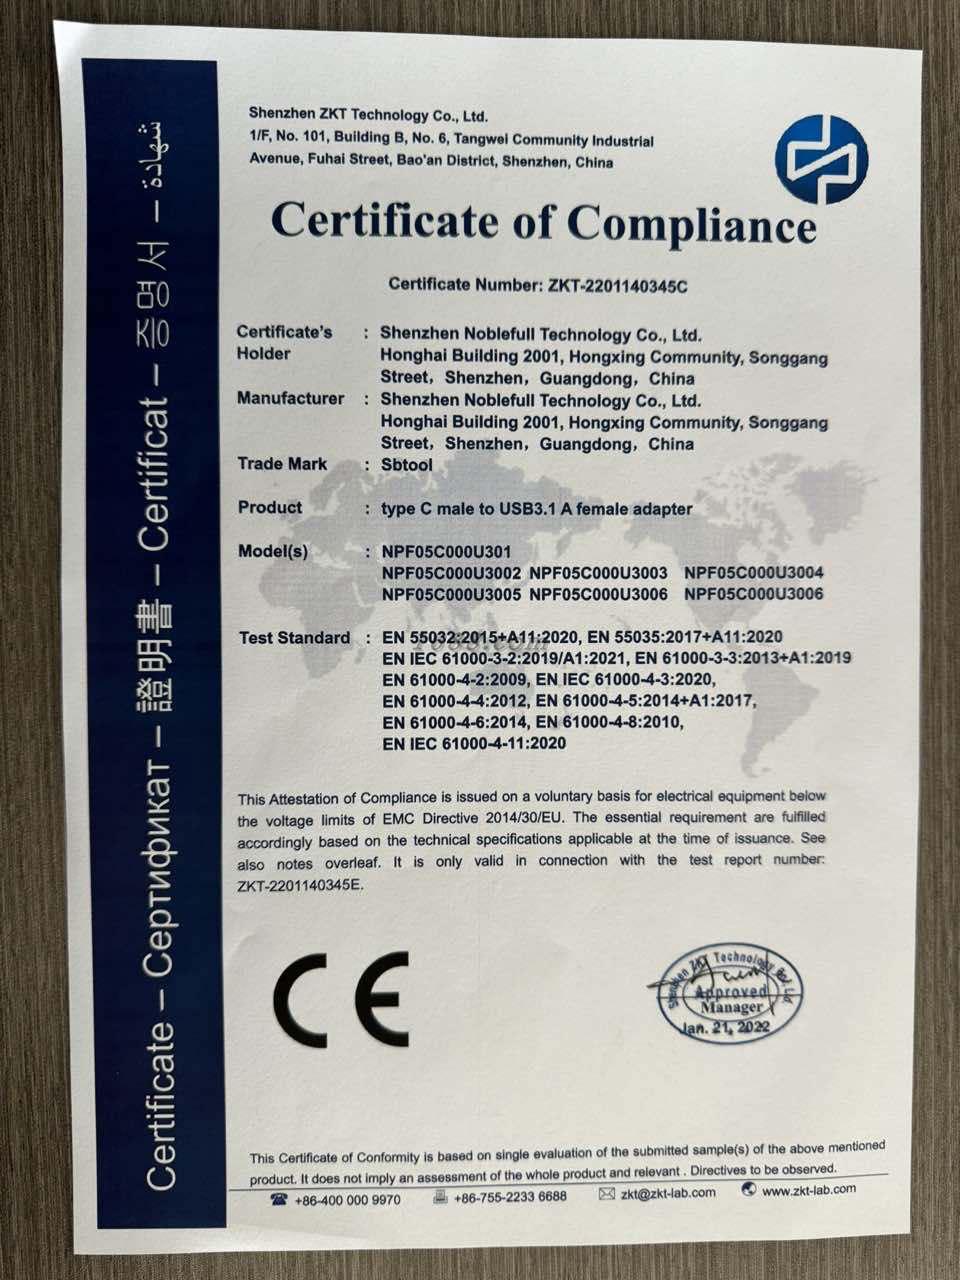 Shenzhen ZKT Technology Co., Ltd.
1/F, No. 101, Building B, No. 6, Tangwei Community Industrial
Avenue, Fuhai Street, Bao'an District, Shenzhen, China
Certificate of Compliance
Certificate Number: ZKT-2201140345C
Certificate's Holder : Shenzhen Noblefull Technology Co., Ltd.
Honghai Building 2001, Hongxing Community, Songgang
Street, Shenzhen, Guangdong, China
Manufacturer : Shenzhen Noblefull Technology Co., Ltd.
Honghai Building 2001, Hongxing Community, Songgang
Street, Shenzhen, Guangdong, China
Trade Mark : Sbtool
Product : type C male to USB3.1 A female adapter
Model(s) : NPF05C000U301
NPF05C000U3002 NPF05C000U3003 NPF05C000U3004
NPF05C000U3005 NPF05C000U3006 NPF05C000U3006
Test Standard : EN 55032:2015+A11:2020, EN 55035:2017+A11:2020
EN IEC 61000-3-2:2019/A1:2021, EN 61000-3-3:2013+A1:2019
EN 61000-4-2:2009, EN IEC 61000-4-3:2020,
EN 61000-4-4:2012, EN 61000-4-5:2014+A1:2017,
EN 61000-4-6:2014, EN 61000-4-8:2010,
EN IEC 61000-4-11:2020
This Attestation of Compliance is issued on a voluntary basis for electrical equipment below
the voltage limits of EMC Directive 2014/30/EU. The essential requirement are fulfilled
accordingly based on the technical specifications applicable at the time of issuance. See
also notes overleaf. It is only valid in connection with the test report number:
ZKT-2201140345E.
CE
Shenzhen ZKT Technology Co., Ltd.
Approved
Manager
Jan. 21, 2022
This Certificate of Conformity is based on single evaluation of the submitted sample(s) of the above mentioned
product. It does not imply an assessment of the whole product and relevant . Directives to be observed.
+86-400 000 9970 +86-755-2233 6688 zkt@zkt-lab.com www.zkt-lab.com
Certificate – Сертификат – 證明書 – Certificat – 증명서 – شهادة